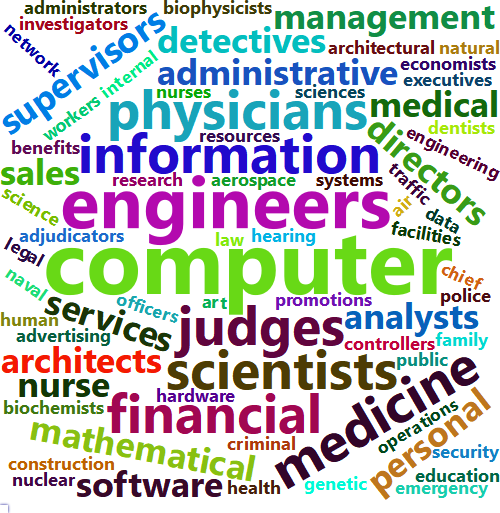 administrators
biophysicists
investigators
management
network
supervisors
detectives
architectural
natural
workers
internal
administrative
economists
executives
nurses
sciences
physicians
medical
resources
dentists
benefits
information
directors
engineering
sales
research
aerospace
systems
traffic
science
engineers
air
data
facilities
adjudicators
law
hearing
legal
computer
chief
naval
officers
art
promotions
police
services
human
judges
analysts
advertising
controllers
family
architects
scientists
public
nurse
hardware
medicine
biochemists
financial
operations
personal
mathematical
criminal
security
construction
software
education
nuclear
health
genetic
emergency